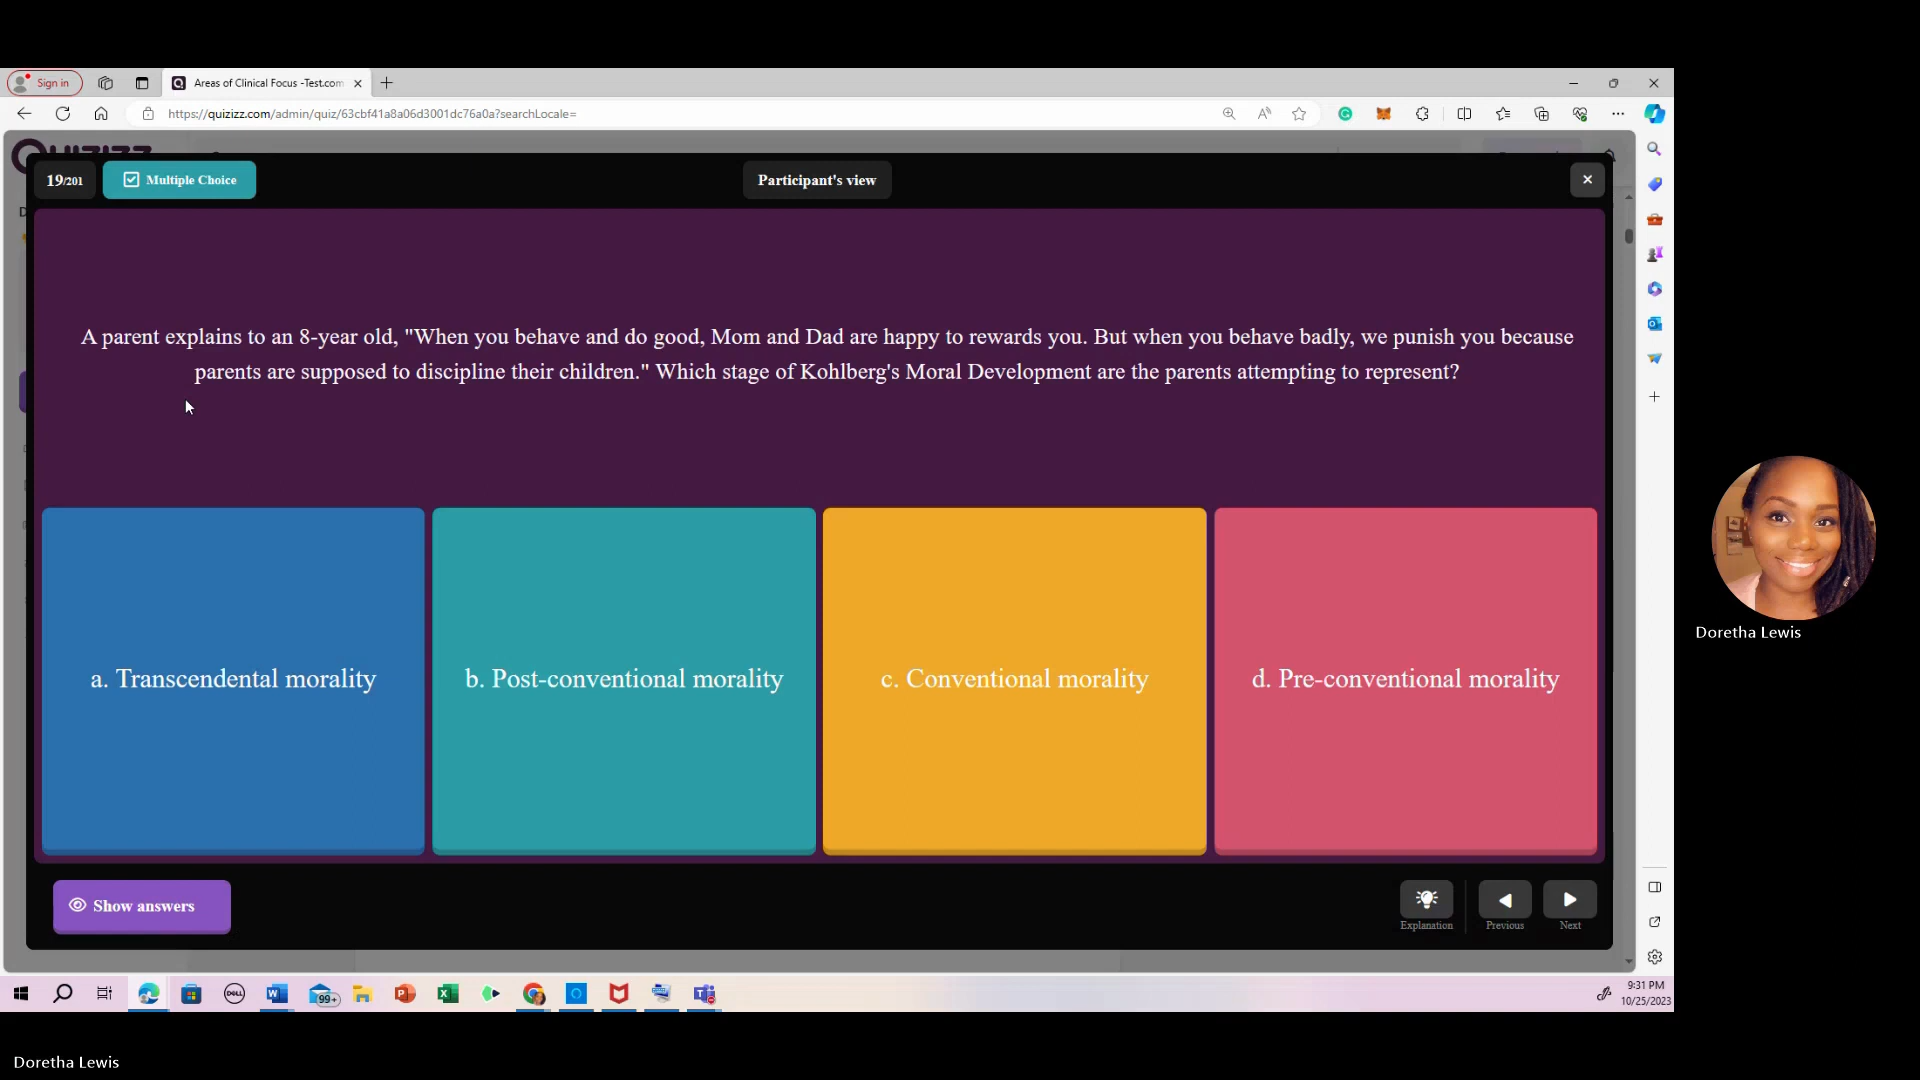 Sign in
Areas of Clinical Focus -Test.com
https://quizizz.com/admin/quiz/63cbf41a8a06d3001dc76a0a?searchLocale=
19/201
Multiple Choice
Participant's view
A parent explains to an 8-year old, "When you behave and do good, Mom and Dad are happy to rewards you. But when you behave badly, we punish you because
parents are supposed to discipline their children." Which stage of Kohlberg's Moral Development are the parents attempting to represent?
a. Transcendental morality
b. Post-conventional morality
c. Conventional morality
d. Pre-conventional morality
Show answers
Explanation
Previous
Next
Doretha Lewis
99+
DELL
9:31 PM
10/25/2023
Doretha Lewis